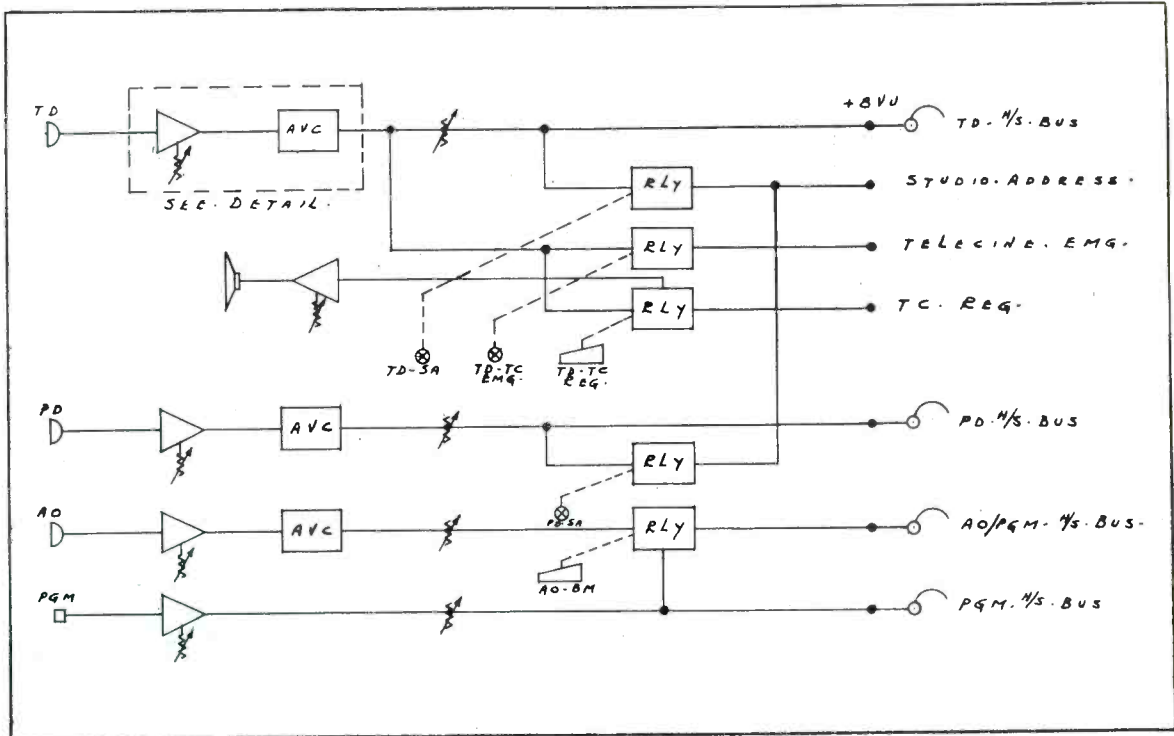 TD
AVC
SEE. DETAIL.
+8VU
TD. H/S. BUS
RLY
STUDIO. ADDRESS.
RLY
TELECINE. EMG.
RLY
TC. REG.
TD-SA
TD-TC
EMG.
TD-TC
REG.
PD
AVC
PD. H/S. BUS
RLY
PD-SA
AO
AVC
RLY
AO/PGM. H/S. BUS.
AO-BM
PGM
PGM. H/S. BUS